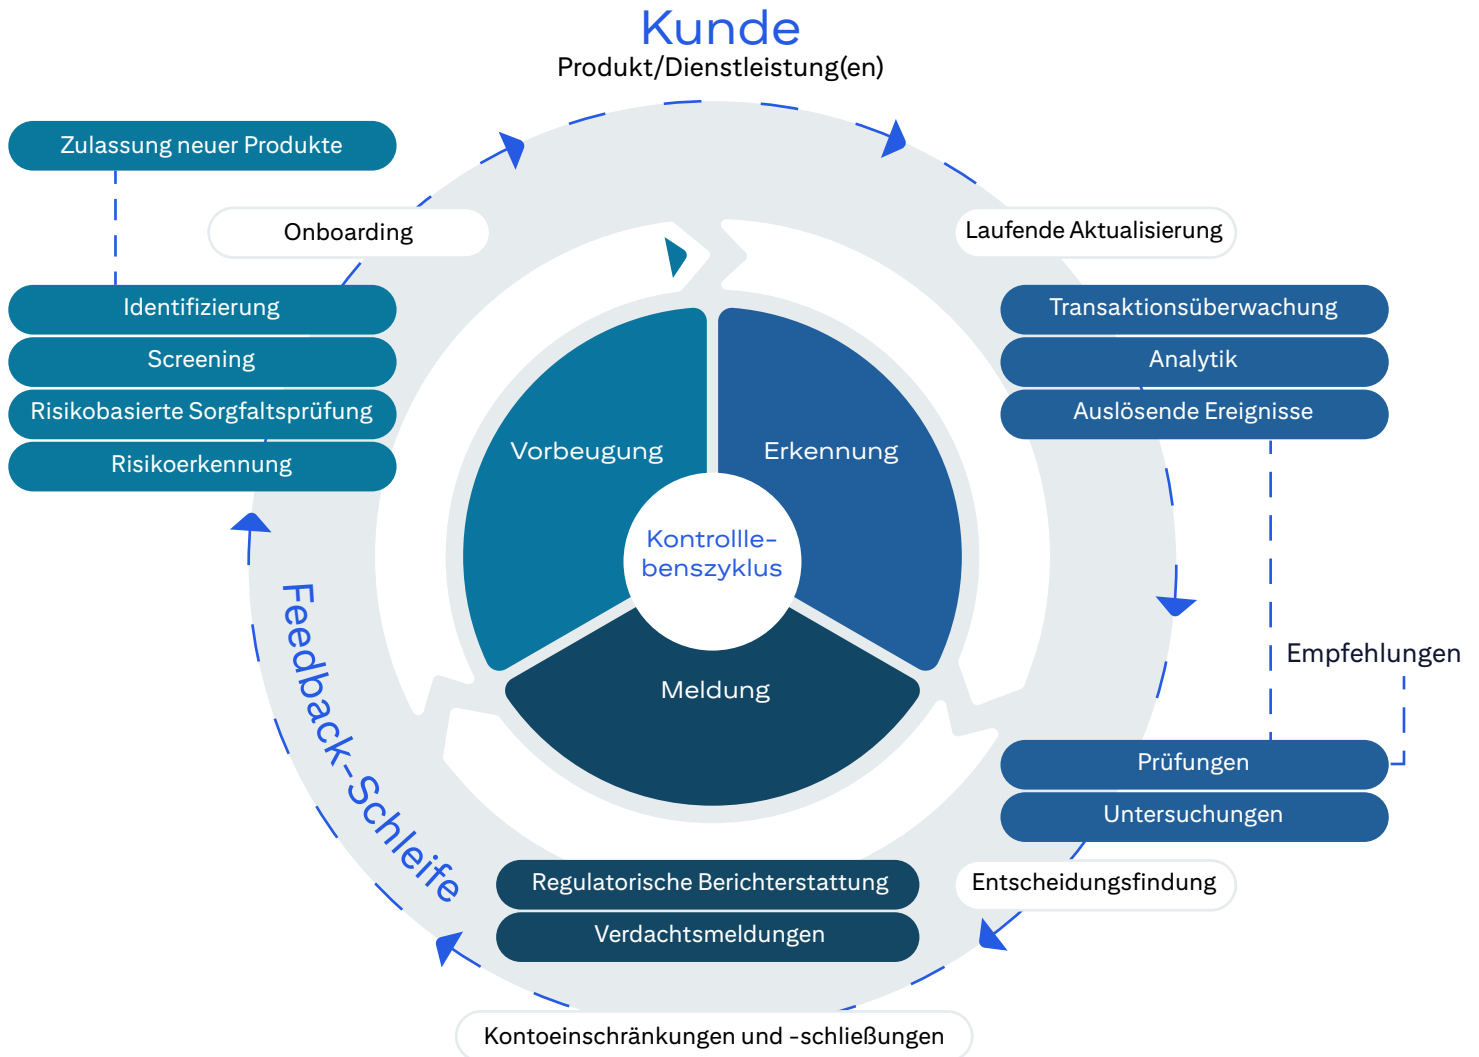 Kunde
Produkt/Dienstleistung(en)
Zulassung neuer Produkte
Onboarding
Laufende Aktualisierung
Identifizierung
Screening
Risikobasierte Sorgfaltsprüfung
Risikoerkennung
Transaktionsüberwachung
Analytik
Auslösende Ereignisse
Vorbeugung
Erkennung
Kontrollle-
benszyklus
Meldung
Feedback-Schleife
Empfehlungen
Prüfungen
Untersuchungen
Entscheidungsfindung
Regulatorische Berichterstattung
Verdachtsmeldungen
Kontoeinschränkungen und -schließungen